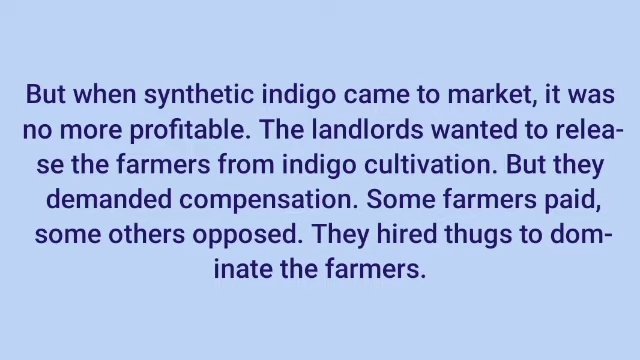 But when synthetic indigo came to market, it was
no more profitable. The landlords wanted to relea-
se the farmers from indigo cultivation. But they
demanded compensation. Some farmers paid,
some others opposed. They hired thugs to dom-
inate the farmers.